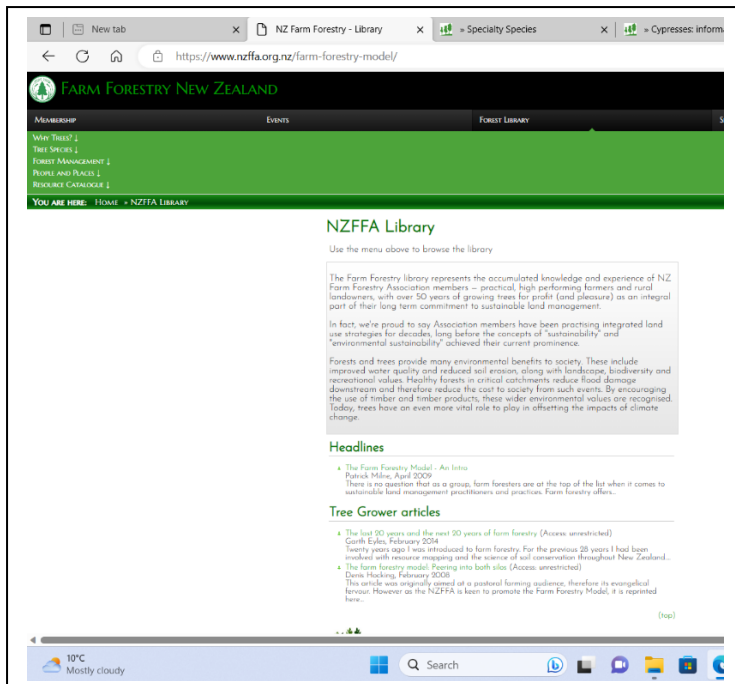 New tab
NZ Farm Forestry - Library
» Specialty Species
» Cypresses: inform
https://www.nzffa.org.nz/farm-forestry-model/
Farm Forestry New Zealand
Membership
Events
Forest Library
Why Trees? ↓
Tree Species ↓
Forest Management ↓
People and Places ↓
Resource Catalogue ↓
You are here: Home » NZFFA Library
NZFFA Library
Use the menu above to browse the library
The Farm Forestry library represents the accumulated knowledge and experience of NZ
Farm Forestry Association members – practical, high performing farmers and rural
landowners, with over 50 years of growing trees for profit (and pleasure) as an integral
part of their long term commitment to sustainable land management.
In fact, we're proud to say Association members have been practising integrated land
use strategies for decades, long before the concepts of "sustainability" and
"environmental sustainability" achieved their current prominence.
Forests and trees provide many environmental benefits to society. These include
improved water quality and reduced soil erosion, along with landscape, biodiversity and
recreational values. Healthy forests in critical catchments reduce flood damage
downstream and therefore reduce the cost to society from such events. By encouraging
the use of timber and timber products, these wider environmental values are recognised.
Today, trees have an even more vital role to play in offsetting the impacts of climate
change.
Headlines
The Farm Forestry Model - An Intro
Patrick Milne, April 2009
There is no question that as a group, farm foresters are at the top of the list when it comes to
sustainable land management practitioners and practices. Farm forestry offers...
Tree Grower articles
The last 20 years and the next 20 years of farm forestry (Access: unrestricted)
Garth Eyles, February 2014
Twenty years ago I was introduced to farm forestry. For the previous 28 years I had been
involved with resource mapping and the science of soil conservation throughout New Zealand...
The farm forestry model: Peering into both silos (Access: unrestricted)
Denis Hocking, February 2008
This article was originally aimed at a pastoral farming audience, therefore its evangelical
fervour. However as the NZFFA is keen to promote the Farm Forestry Model, it is reprinted
here...
(top)
10°C
Mostly cloudy
Search